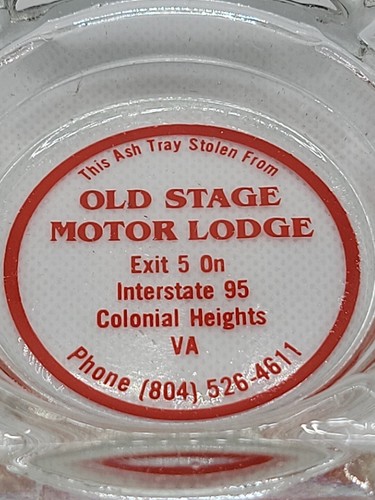 This Ash Tray Stolen From
OLD STAGE
MOTOR LODGE
Exit 5 On
Interstate 95
Colonial Heights
VA
Phone (804) 526-4611